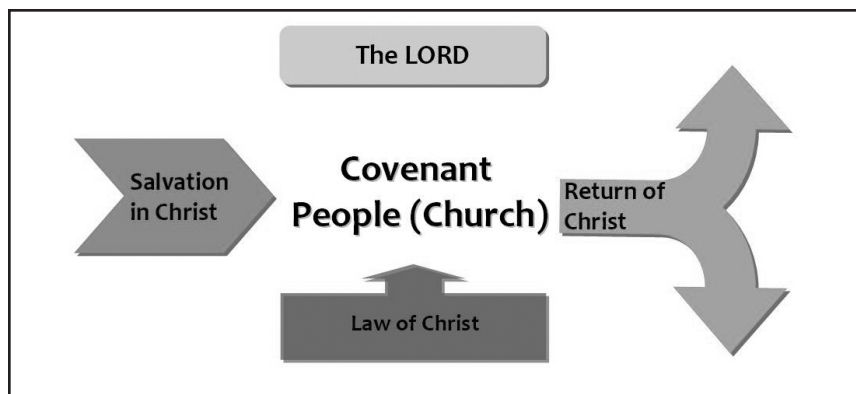 The LORD
Salvation
in Christ
Covenant
People (Church)
Return of
Christ
Law of Christ